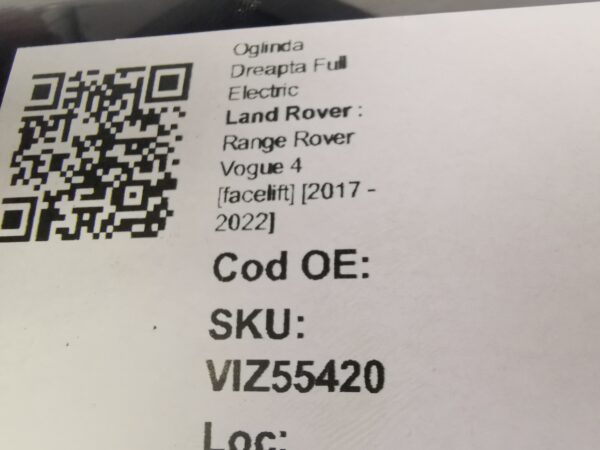 Oglinda
Dreapta Full
Electric
Land Rover :
Range Rover
Vogue 4
[facelift] [2017 -
2022]
Cod OE:
SKU:
VIZ55420
Loc: